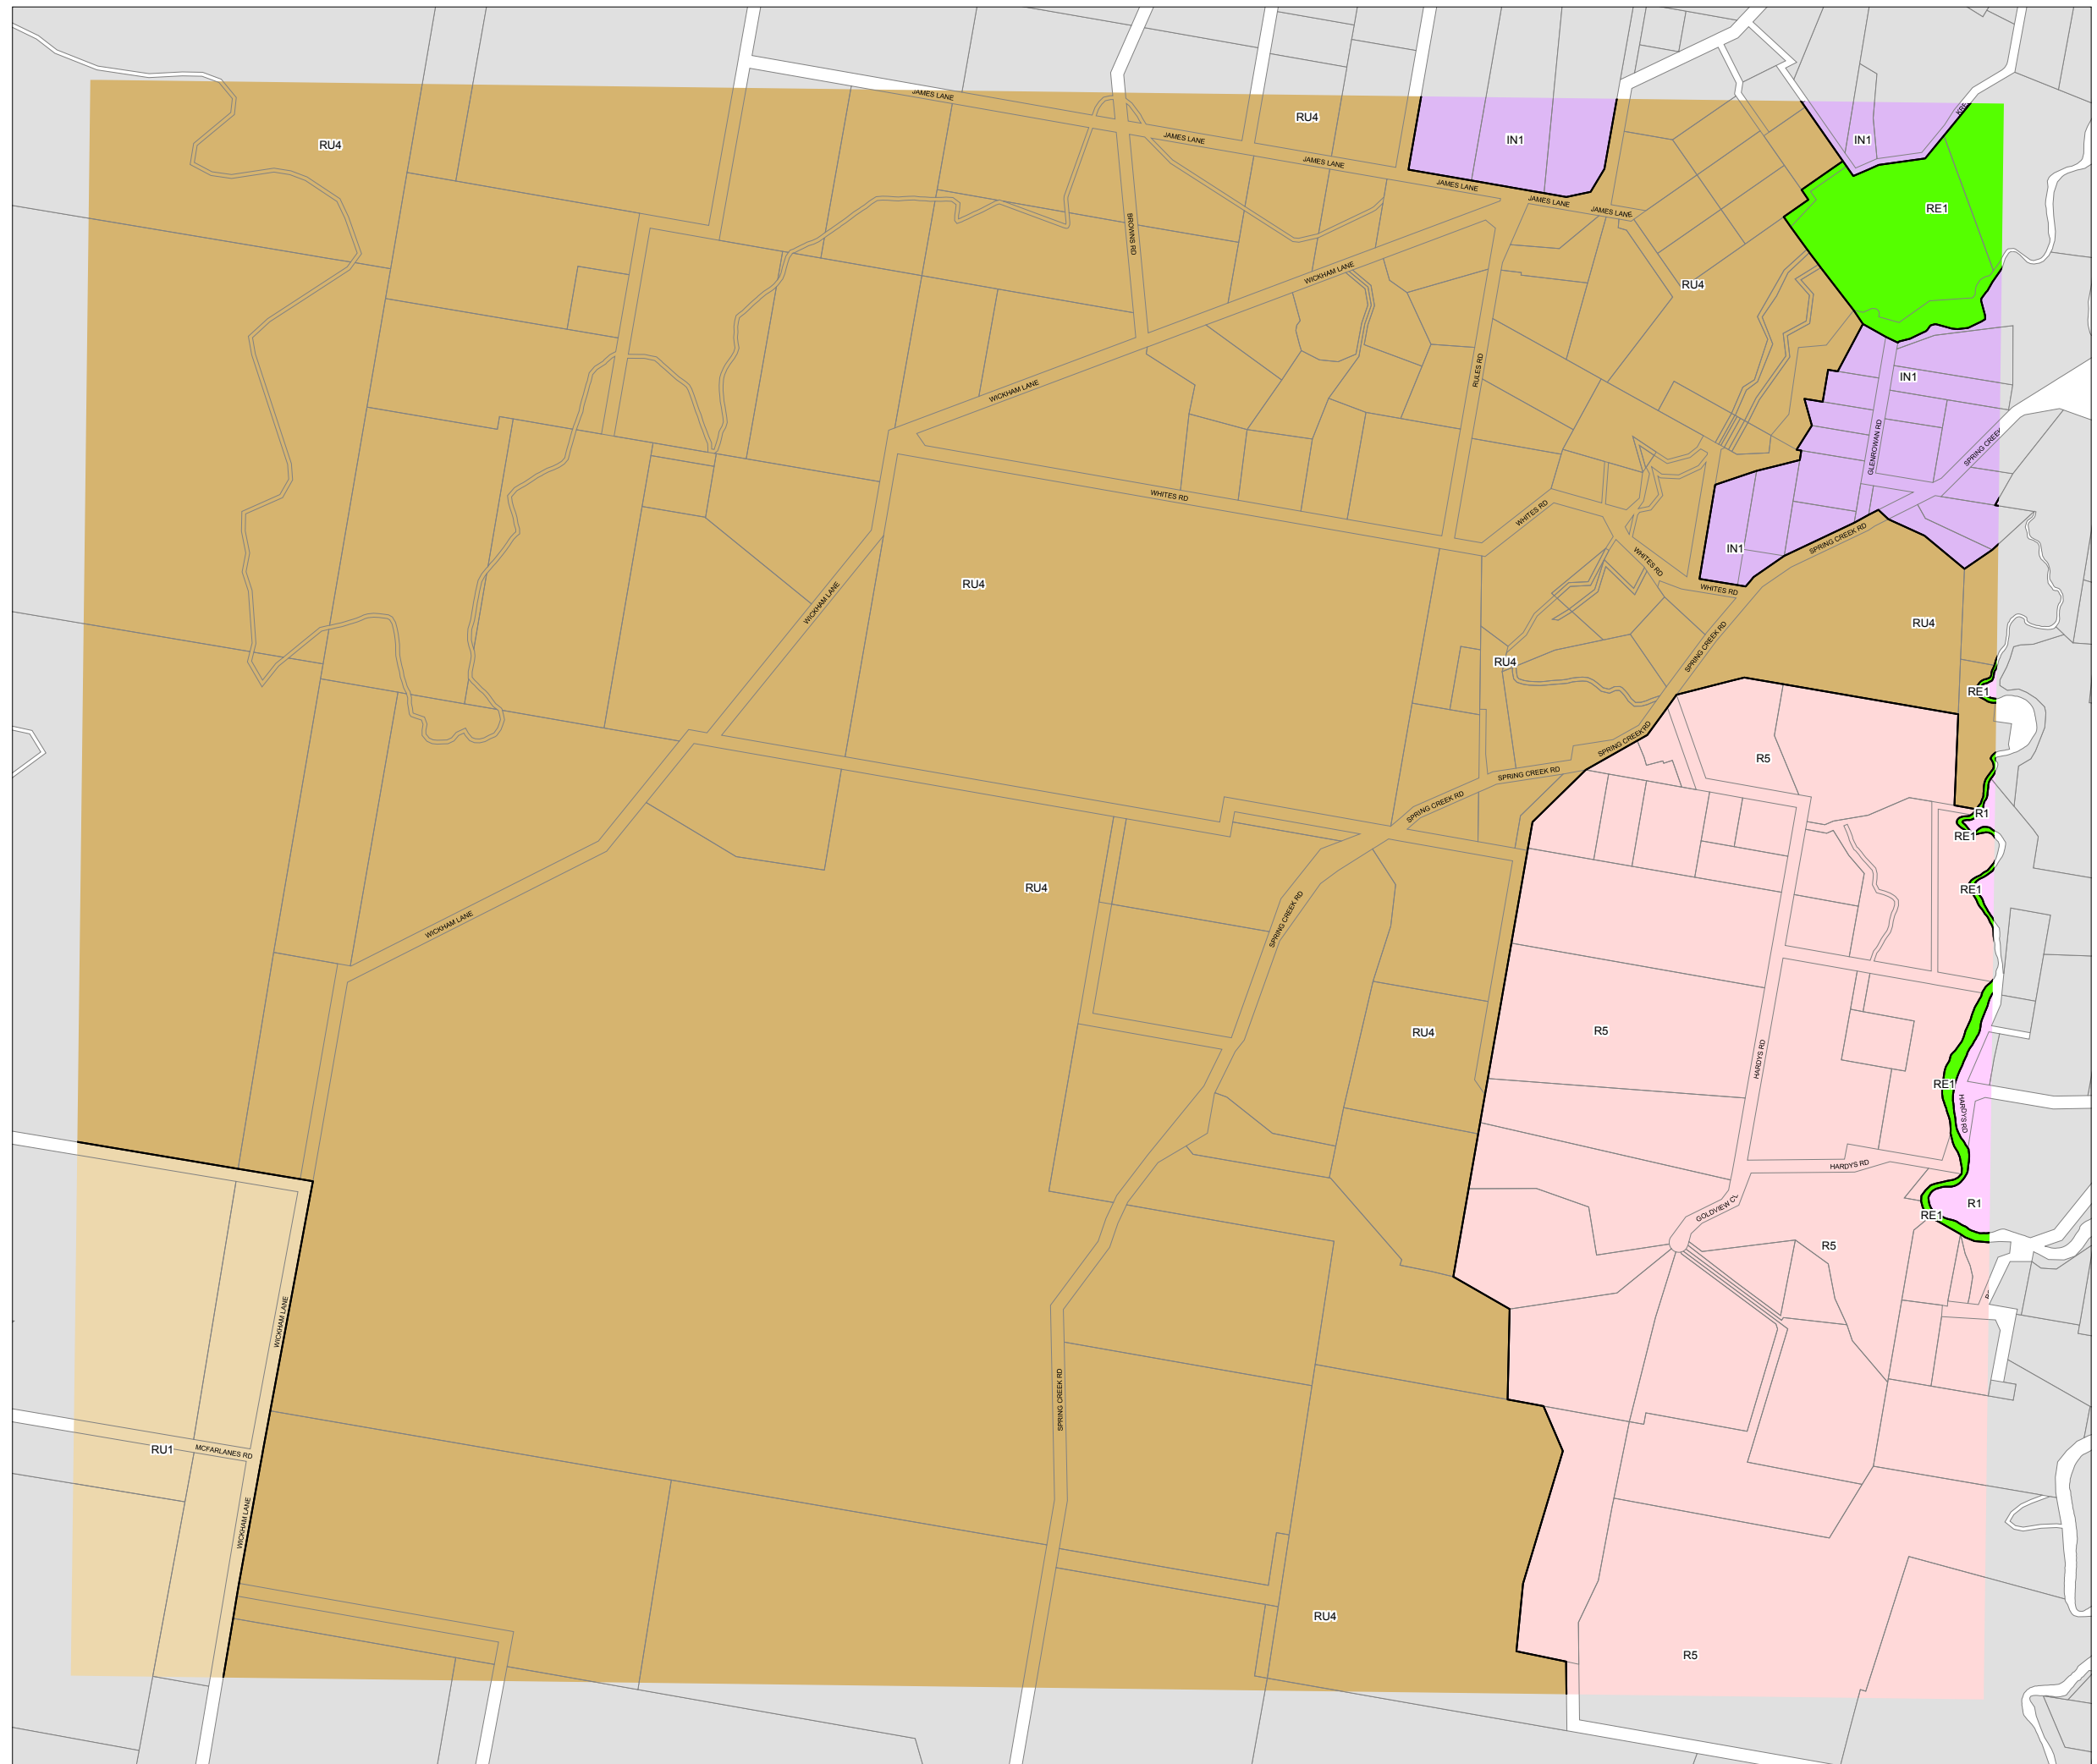 JAMES LANE
RU4
RU4
IN1
IN1
JAMES LANE
JAMES LANE
JAMES LANE
JAMES LANE
JAMES LANE
RE1
BROWNS RD
WICKHAM LANE
RU4
RULES RD
WICKHAM LANE
IN1
GLENROWAN RD
SPRING CREEK
WHITES RD
WHITES RD
SPRING CREEK RD
IN1
WHITES RD
WHITES RD
RU4
WICKHAM LANE
RU4
SPRING CREEK RD
RU4
RE1
SPRING CREEK RD
R5
SPRING CREEK RD
SPRING CREEK RD
R1
RE1
RU4
RE1
WICKHAM LANE
SPRING CREEK RD
RU4
R5
HARDYS RD
RE1
HARDYS RD
HARDYS RD
R1
GOLDVIEW CL
RE1
R5
WICKHAM LANE
SPRING CREEK RD
RU1
MCFARLANES RD
WICKHAM LANE
RU4
R5